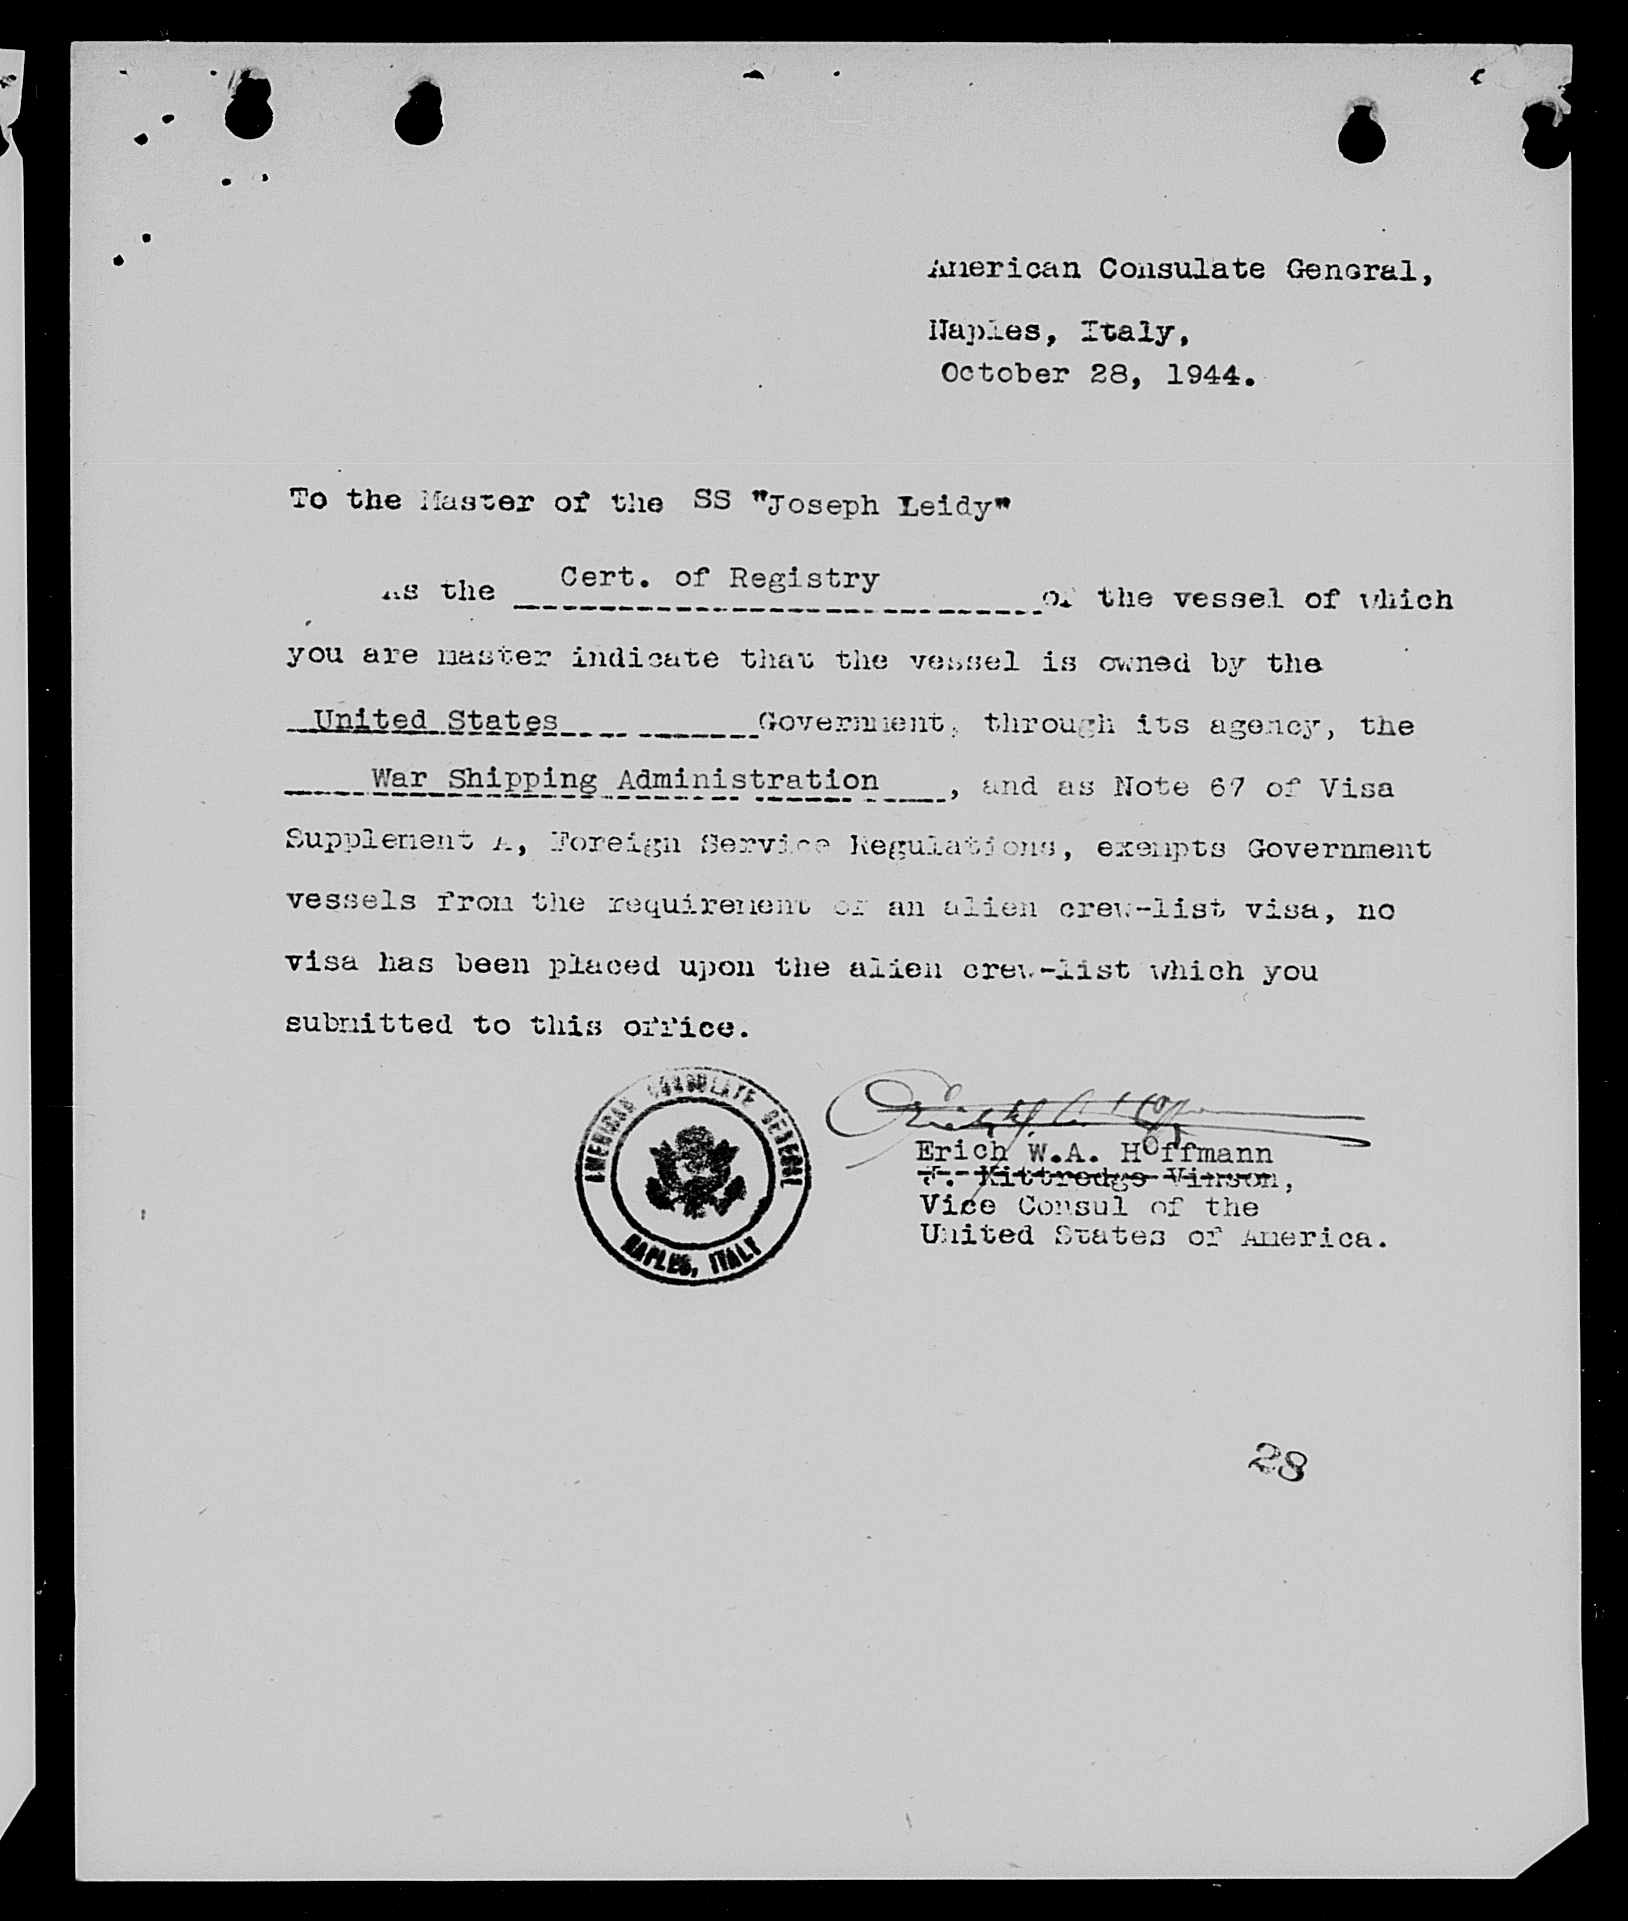 American Consulate General,
Naples, Italy,
October 28, 1944.
To the Master of the SS "Joseph Leidy"
As the Cert. of Registry of the vessel of which
you are master indicate that the vessel is owned by the
United States Government, through its agency, the
War Shipping Administration, and as Note 67 of Visa
Supplement A, Foreign Service Regulations, exempts Government
vessels from the requirement of an alien crew-list visa, no
visa has been placed upon the alien crew-list which you
submitted to this office.
AMERICAN CONSULATE GENERAL
NAPLES, ITALY
Erich W.A. Hoffmann
T. Kittredge Vinson,
Vice Consul of the
United States of America.
28